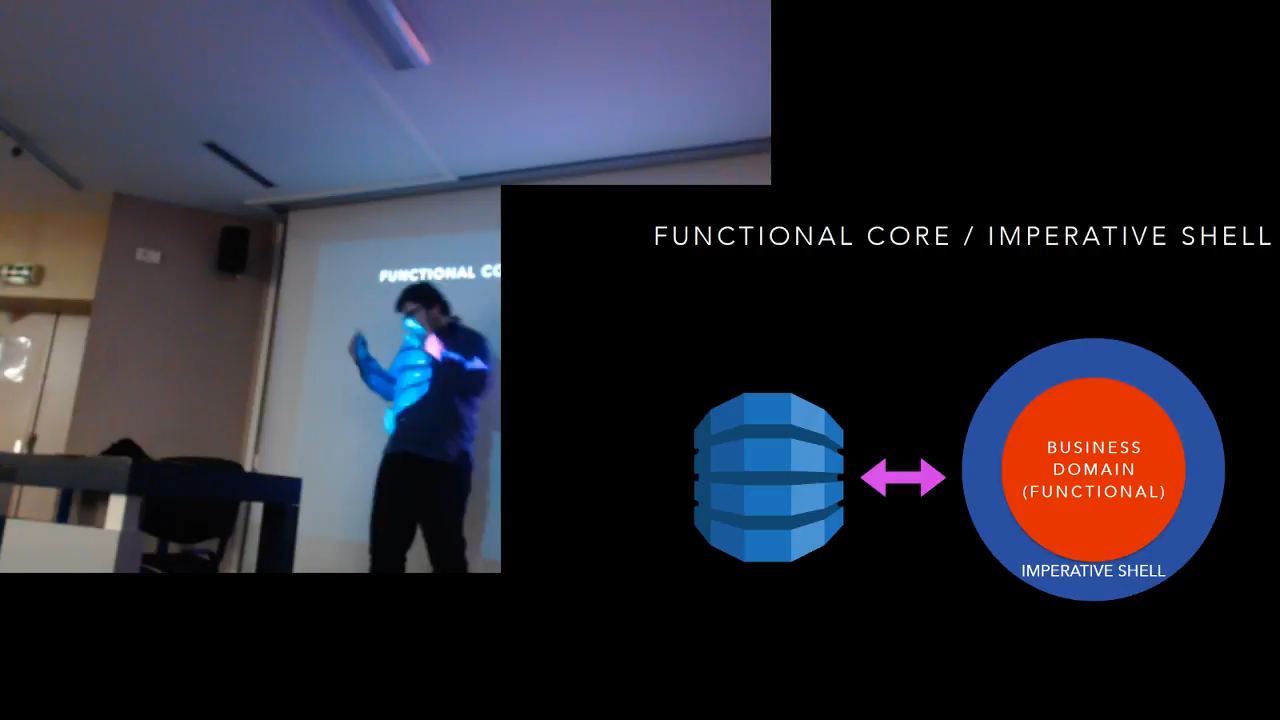 FUNCTIONAL CORE / IMPERATIVE SHELL
FUNCTIONAL CO
BUSINESS
DOMAIN
(FUNCTIONAL)
IMPERATIVE SHELL